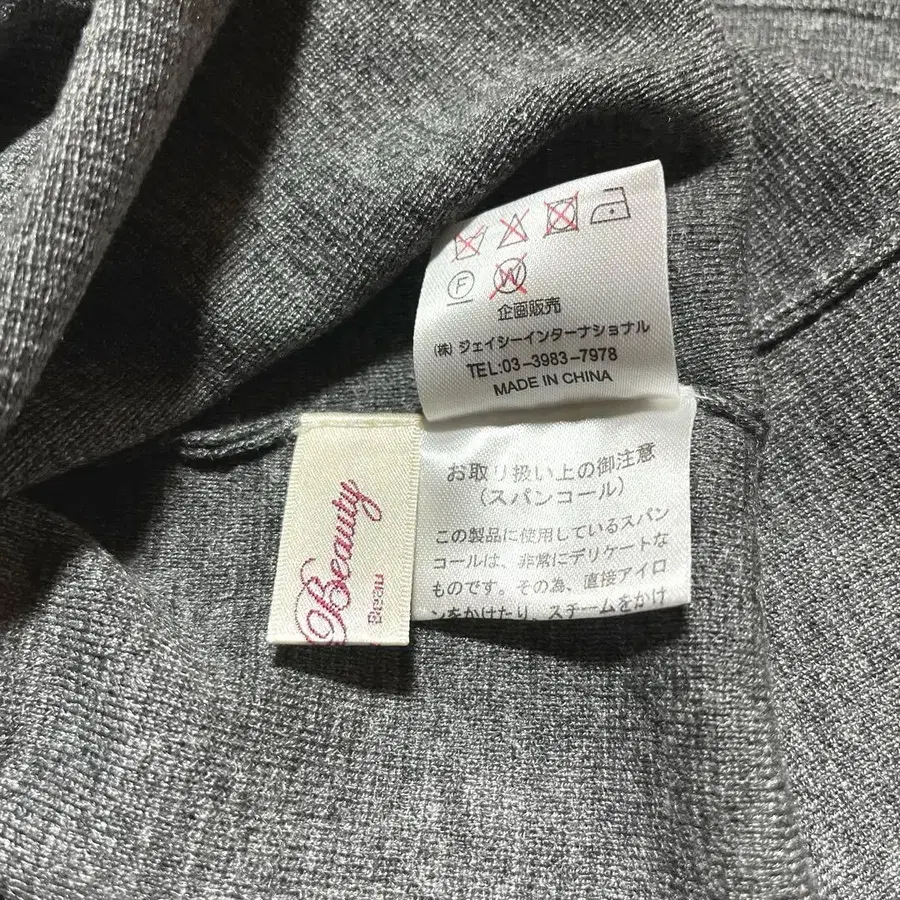 F
W
企画販売
(株) ジェイシーインターナショナル
TEL:03-3983-7978
MADE IN CHINA
お取り扱い上の御注意
(スパンコール)
この製品に使用しているスパン
コールは、非常にデリケートな
ものです。その為、直接アイロ
ンをかけたり、スチームをかけ
Beauty
Beau